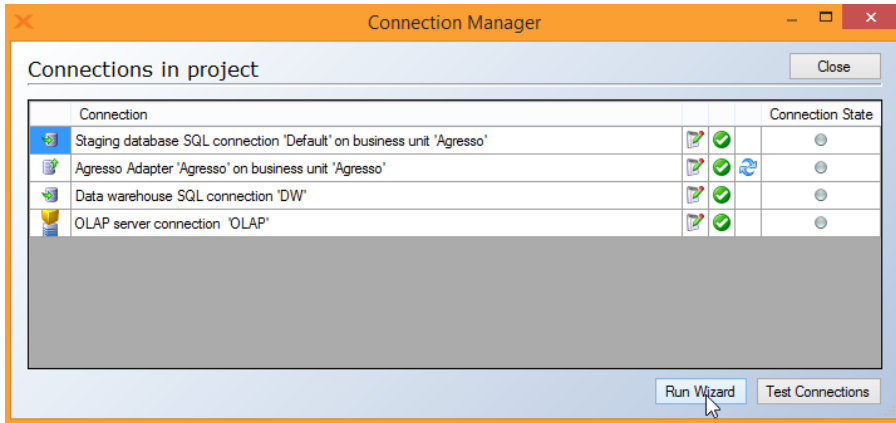 Connection Manager
Connections in project
Close
Connection
Connection State
Staging database SQL connection 'Default' on business unit 'Agresso'
Agresso Adapter 'Agresso' on business unit 'Agresso'
Data warehouse SQL connection 'DW'
OLAP server connection  'OLAP'
Run Wizard
Test Connections